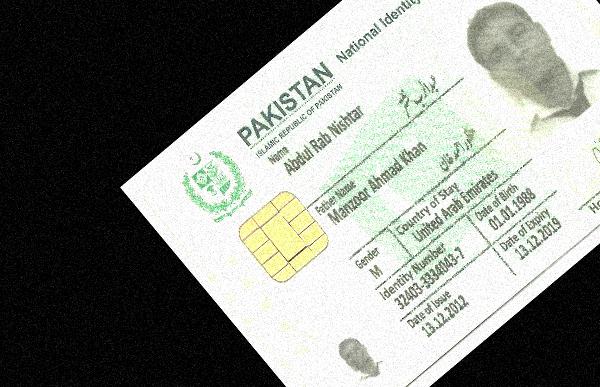 PAKISTAN National Identity
ISLAMIC REPUBLIC OF PAKISTAN
Name
Abdul Rab Nishtar
Father Name
Manzoor Ahmad Khan
منظور احمد خان
Gender
M
Country of Stay
United Arab Emirates
Identity Number
32403-3334043-7
Date of Birth
01.01.1988
Date of Issue
13.12.2012
Date of Expiry
13.12.2019